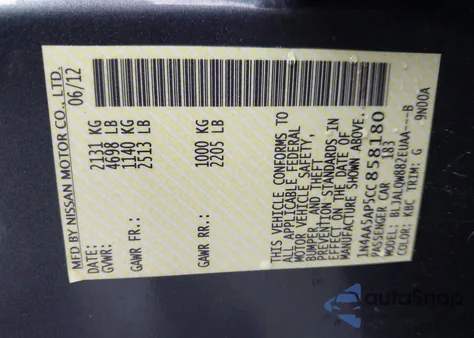 MFD BY NISSAN MOTOR CO., LTD.
06/12
GVWR: 2131 KG
4698 LB
GAWR FR: 1140 KG
2513 LB
GAWR RR: 1000 KG
2205 LB
THIS VEHICLE CONFORMS TO
ALL APPLICABLE FEDERAL
MOTOR VEHICLE SAFETY,
BUMPER, AND THEFT
PREVENTION STANDARDS IN
EFFECT ON THE DATE OF
MANUFACTURE SHOWN ABOVE.
1N4AA5AP5CC858180
PASSENGER CAR 183
MODEL: BLJALQW882EUAA---B
COLOR: KBC TRIM: G 9N00A
autoSnap